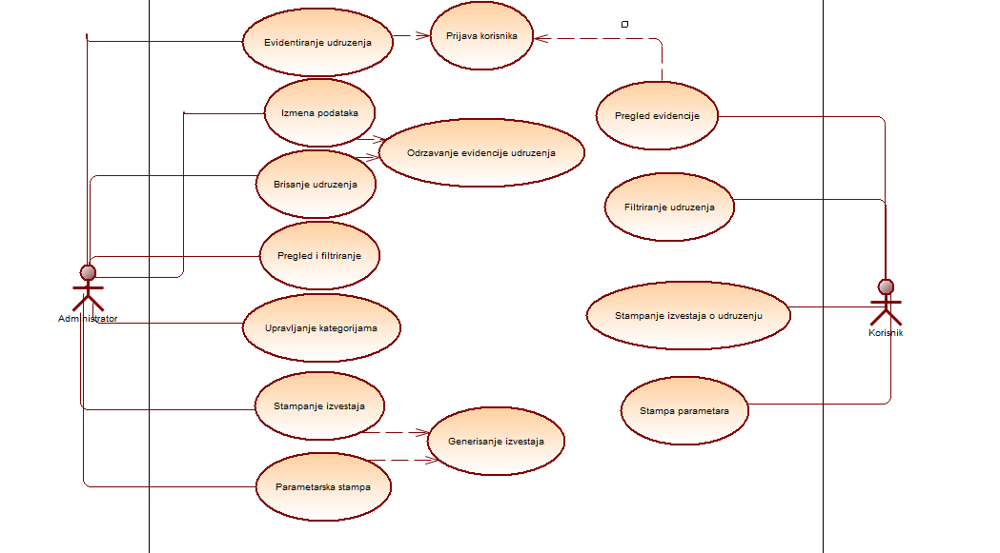 Evidentiranje udruzenja
Prijava korisnika
Izmena podataka
Pregled evidencije
Odrzavanje evidencije udruzenja
Brisanje udruzenja
Filtriranje udruzenja
Pregled i filtriranje
Administrator
Upravljanje kategorijama
Stampanje izvestaja o udruzenju
Korisnik
Stampanje izvestaja
Stampa parametara
Generisanje izvestaja
Parametarska stampa